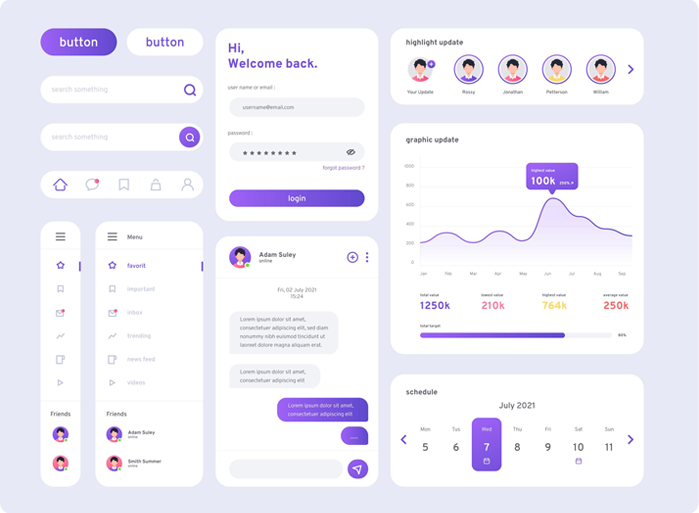 button
button
search something
search something
Menu
favorit
important
inbox
trending
news feed
videos
Friends
Friends
Adam Suley
Smith Summer
Hi,
Welcome back.
user name or email :
username@email.com
password :
forgot password ?
login
Adam Suley
online
Fri, 02 July 2021
15:24
Lorem ipsum dolor sit amet,
consectetuer adipiscing elit, sed diam
nonummy nibh euismod tincidunt ut
laoreet dolore magna aliquam erat.
Lorem ipsum dolor sit amet,
consectetuer adipiscing elit
Lorem ipsum dolor sit amet,
consectetuer adipiscing elit
....
highlight update
Your Update
Rossy
Jonathan
Petterson
William
graphic update
1000
800
600
400
200
0
highest value
100k
Jan
Feb
Mar
Apr
May
Jun
Jul
Aug
Sep
total value
1250k
lowest value
210k
highest value
764k
average value
250k
total target
80%
schedule
July 2021
Mon Tues Wed Thur Fri Sat Sun
5 6 7 8 9 10 11